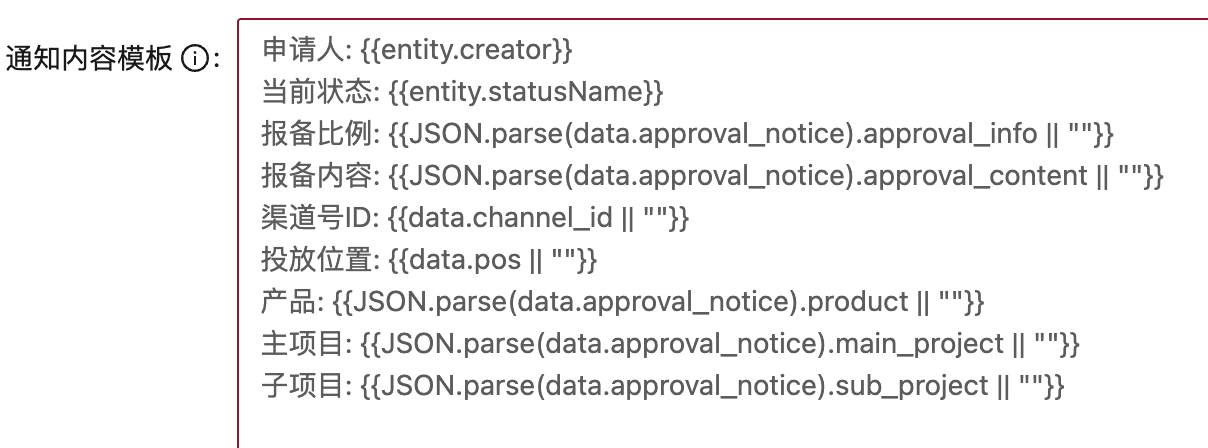 通知内容模板 ⓘ:
申请人: {{entity.creator}}
当前状态: {{entity.statusName}}
报备比例: {{JSON.parse(data.approval_notice).approval_info || ""}}
报备内容: {{JSON.parse(data.approval_notice).approval_content || ""}}
渠道号ID: {{data.channel_id || ""}}
投放位置: {{data.pos || ""}}
产品: {{JSON.parse(data.approval_notice).product || ""}}
主项目: {{JSON.parse(data.approval_notice).main_project || ""}}
子项目: {{JSON.parse(data.approval_notice).sub_project || ""}}